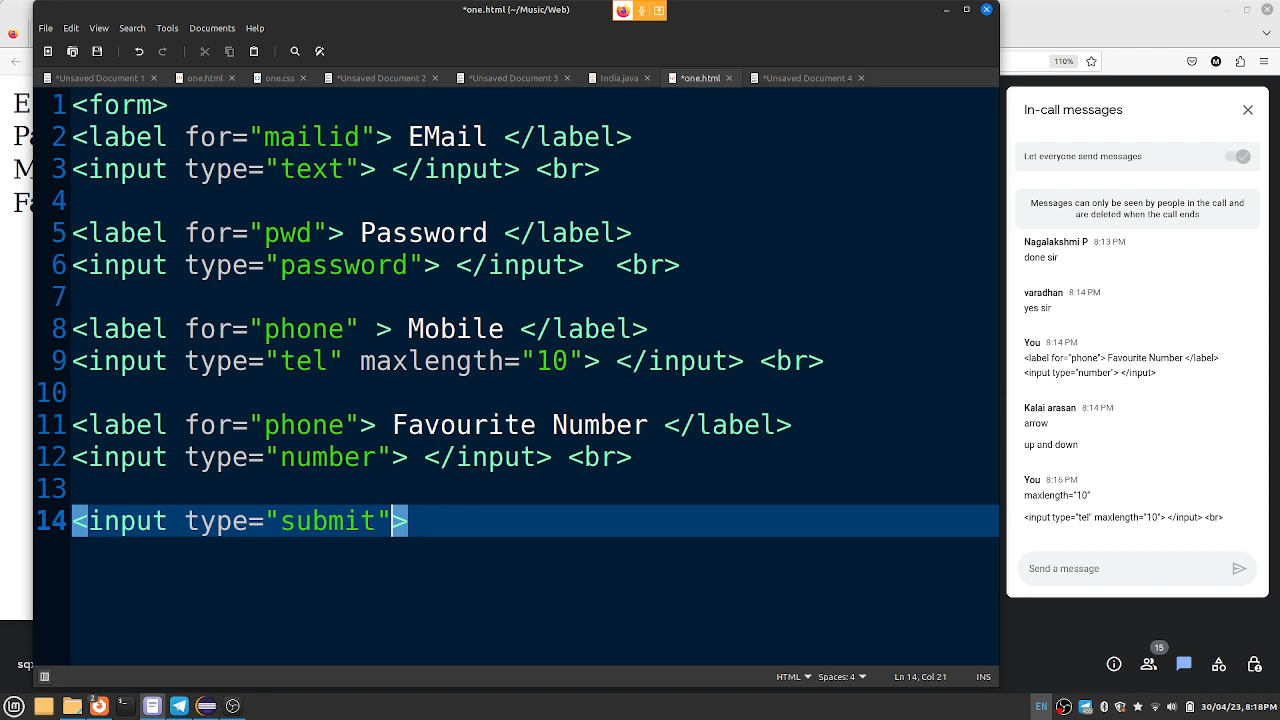 *one.html (~/Music/Web)
File Edit View Search Tools Documents Help
*Unsaved Document 1 one.html one.css *Unsaved Document 2 *Unsaved Document 3 India.java *one.html *Unsaved Document 4
1 <form>
2 <label for="mailid"> EMail </label>
3 <input type="text"> </input> <br>
4
5 <label for="pwd"> Password </label>
6 <input type="password"> </input>  <br>
7
8 <label for="phone" > Mobile </label>
9 <input type="tel" maxlength="10"> </input> <br>
10
11 <label for="phone"> Favourite Number </label>
12 <input type="number"> </input> <br>
13
14 <input type="submit">
HTML Spaces: 4 Ln 14, Col 21 INS
110%
In-call messages
Let everyone send messages
Messages can only be seen by people in the call and
are deleted when the call ends
Nagalakshmi P 8:13 PM
done sir
varadhan 8:14 PM
yes sir
You 8:14 PM
<label for="phone"> Favourite Number </label>
<input type="number"> </input>
Kalai arasan 8:14 PM
arrow
up and down
You 8:16 PM
maxlength="10"
<input type="tel" maxlength="10"> </input> <br>
Send a message
15
E
Pa
M
Fa
sqx
2
EN 30/04/23, 8:18PM